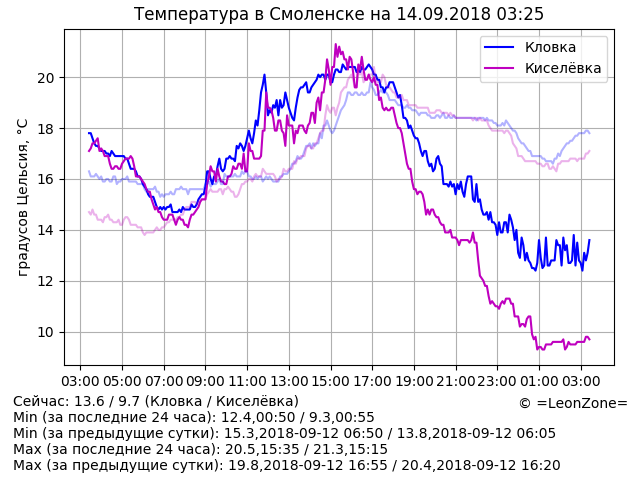 Температура в Смоленске на 14.09.2018 03:25
Кловка
Киселёвка
градусов Цельсия, °C
20
18
16
14
12
10
03:00 05:00 07:00 09:00 11:00 13:00 15:00 17:00 19:00 21:00 23:00 01:00 03:00
Сейчас: 13.6 / 9.7 (Кловка / Киселёвка)
© =LeonZone=
Min (за последние 24 часа): 12.4,00:50 / 9.3,00:55
Min (за предыдущие сутки): 15.3,2018-09-12 06:50 / 13.8,2018-09-12 06:05
Max (за последние 24 часа): 20.5,15:35 / 21.3,15:15
Max (за предыдущие сутки): 19.8,2018-09-12 16:55 / 20.4,2018-09-12 16:20